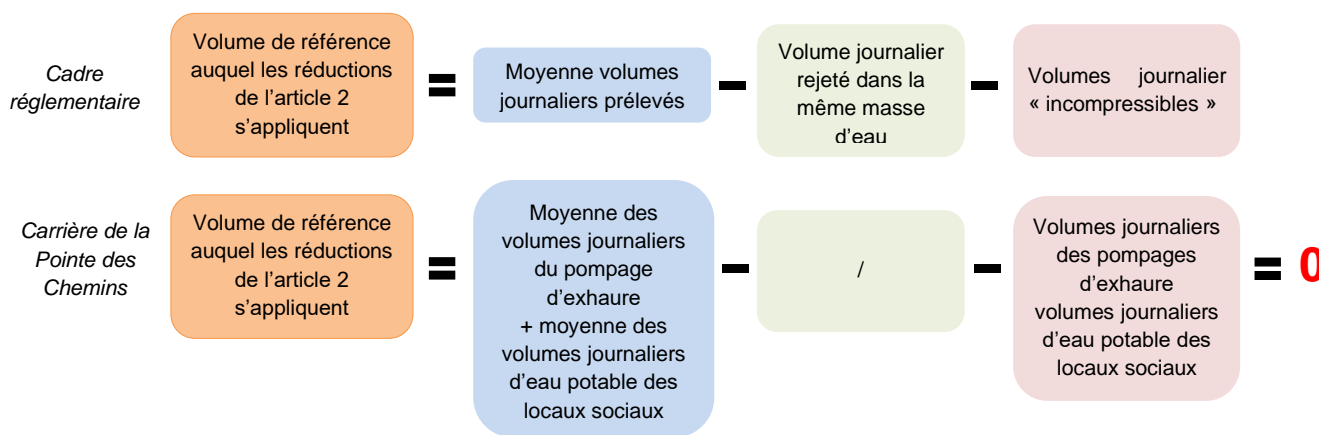 Cadre
réglementaire
Volume de référence
auquel les réductions
de l'article 2
s'appliquent
=
Moyenne volumes
journaliers prélevés
-
Volume journalier
rejeté dans la
même masse
d'eau
-
Volumes journalier
« incompressibles »
Carrière de la
Pointe des
Chemins
Volume de référence
auquel les réductions
de l'article 2
s'appliquent
=
Moyenne des
volumes journaliers
du pompage
d'exhaure
+ moyenne des
volumes journaliers
d'eau potable des
locaux sociaux
-
/
-
Volumes journaliers
des pompages
d'exhaure
volumes journaliers
d'eau potable des
locaux sociaux
= 0